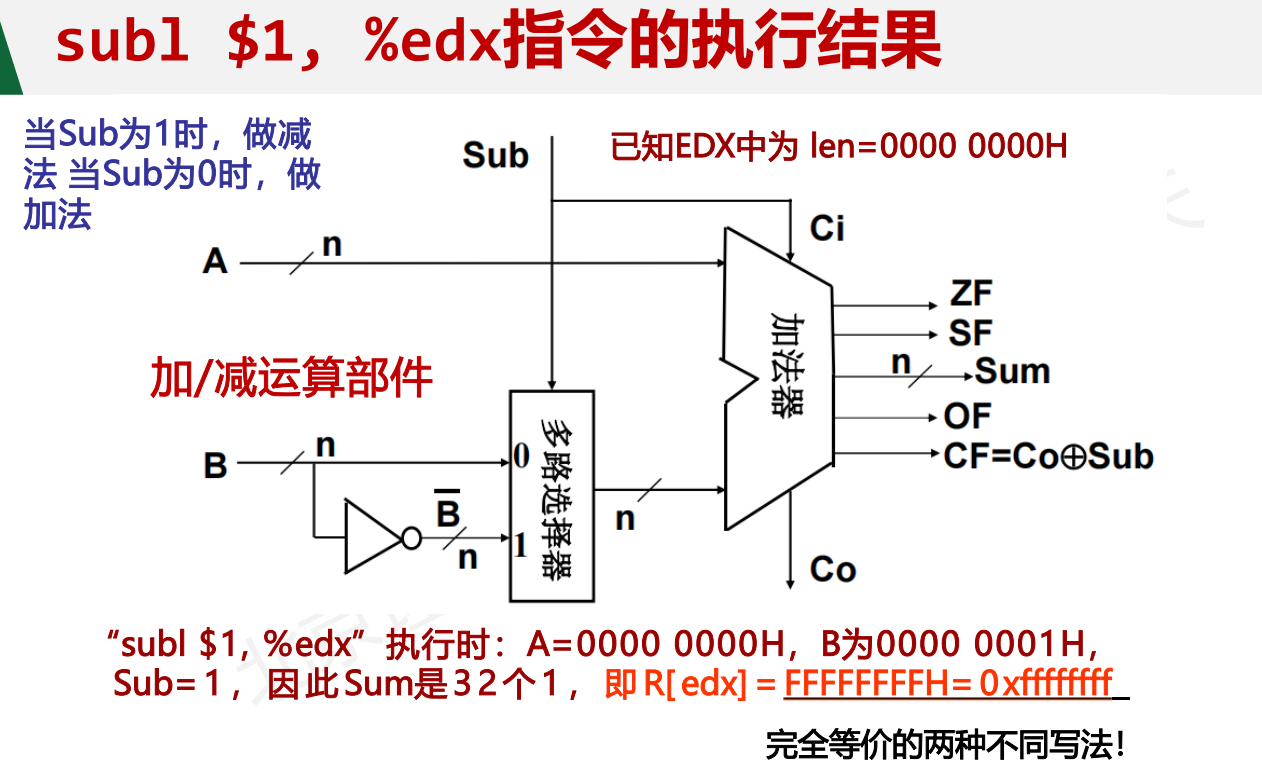 subl $1, %edx指令的执行结果
当Sub为1时，做减
法 当Sub为0时，做
加法
Sub
已知EDX中为 len=0000 0000H
Ci
A
n
ZF
SF
n
Sum
OF
CF=Co⊕Sub
加法器
加/减运算部件
B
n
0
多路选择器
B̅
n
1
n
Co
“subl $1, %edx”执行时：A=0000 0000H，B为0000 0001H，
Sub=1，因此Sum是32个1，即R[edx]=FFFFFFFFH=0xffffffff
完全等价的两种不同写法！